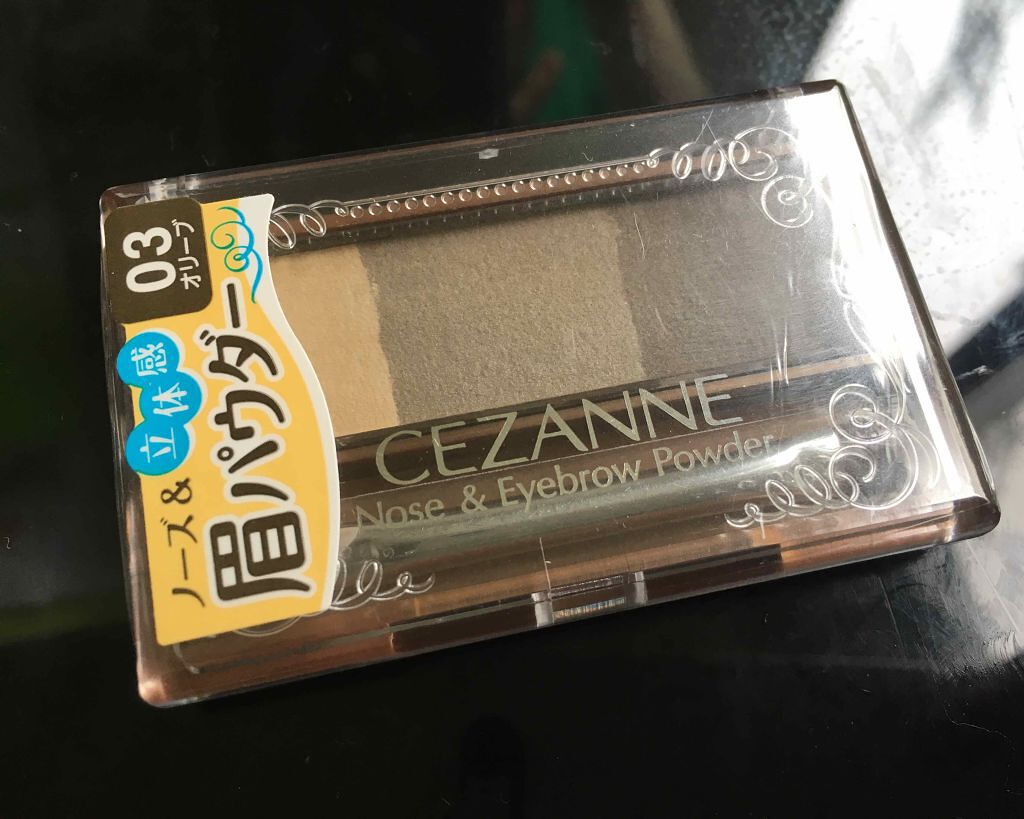 03
オリーブ
立体感
ノーズ&
眉パウダー
CEZANNE
Nose & Eyebrow Powder